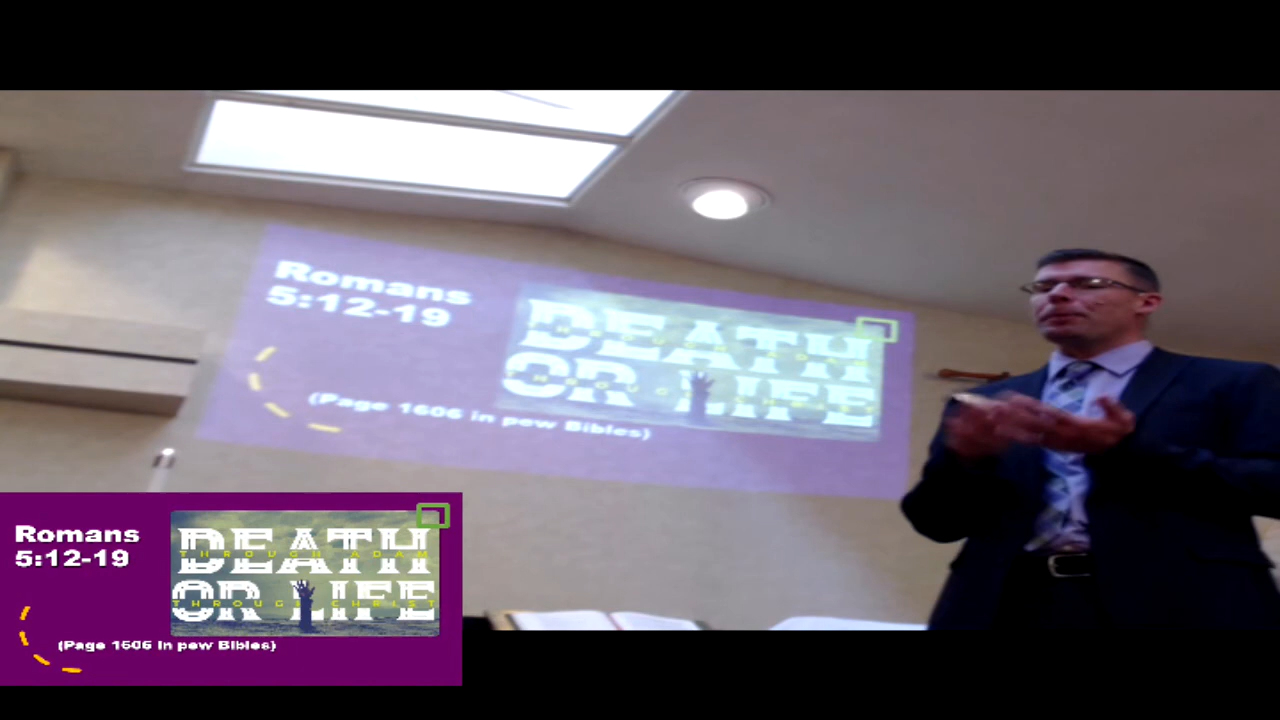 Romans
5:12-19
DEATH
THROUGH ADAM
OR LIFE
THROUGH CHRIST
(Page 1606 in pew Bibles)
Romans
5:12-19
DEATH
THROUGH ADAM
OR LIFE
THROUGH CHRIST
(Page 1606 in pew Bibles)